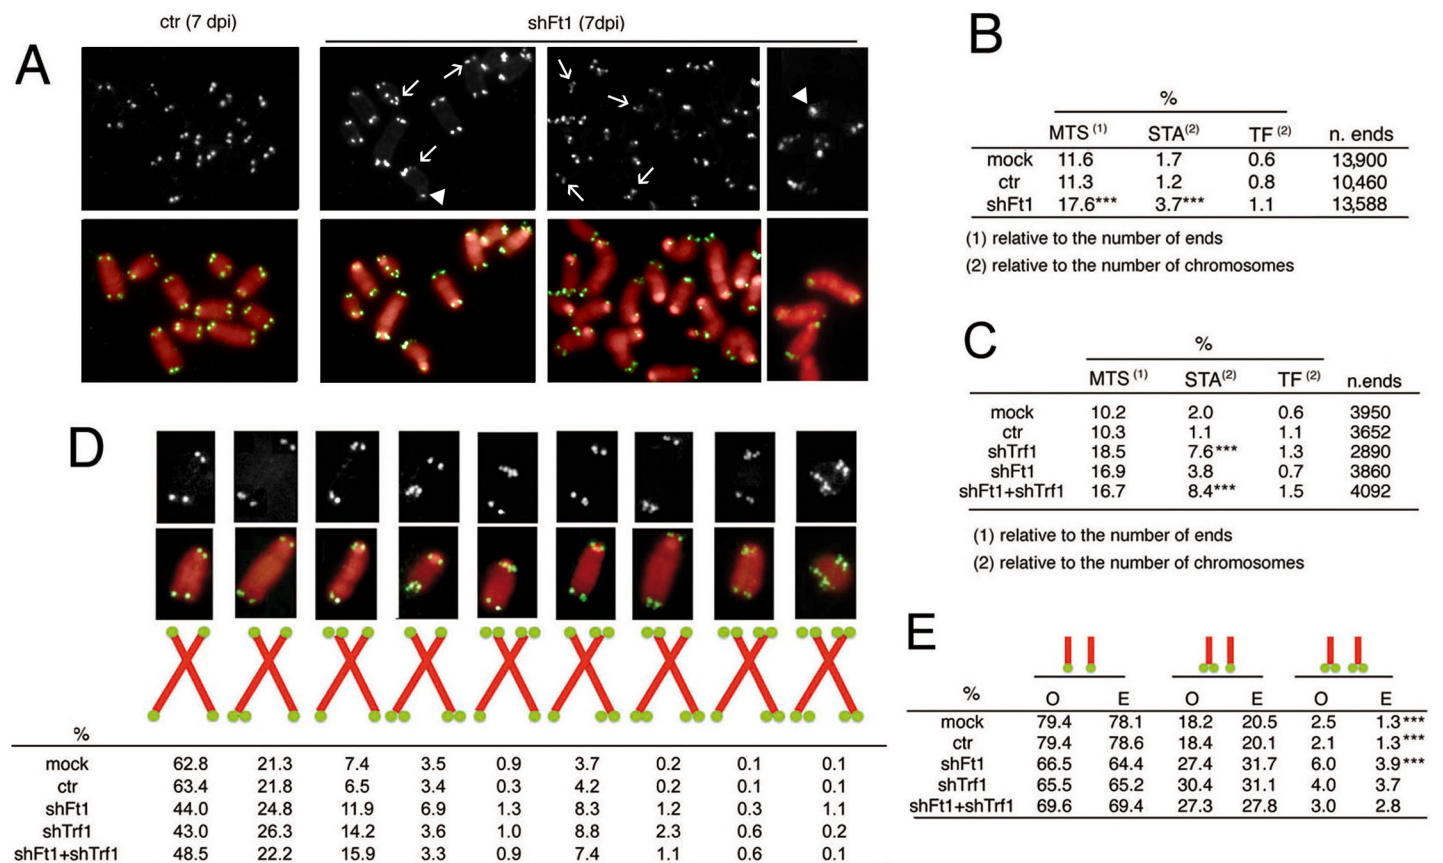 ctr (7 dpi)
shFt1 (7dpi)
A
B
%
MTS (1) STA(2) TF (2) n. ends
mock 11.6 1.7 0.6 13,900
ctr 11.3 1.2 0.8 10,460
shFt1 17.6*** 3.7*** 1.1 13,588
(1) relative to the number of ends
(2) relative to the number of chromosomes
C
%
MTS (1) STA(2) TF (2) n.ends
mock 10.2 2.0 0.6 3950
ctr 10.3 1.1 1.1 3652
shTrf1 18.5 7.6*** 1.3 2890
shFt1 16.9 3.8 0.7 3860
shFt1+shTrf1 16.7 8.4*** 1.5 4092
(1) relative to the number of ends
(2) relative to the number of chromosomes
D
%
mock 62.8 21.3 7.4 3.5 0.9 3.7 0.2 0.1 0.1
ctr 63.4 21.8 6.5 3.4 0.3 4.2 0.2 0.1 0.1
shFt1 44.0 24.8 11.9 6.9 1.3 8.3 1.2 0.3 1.1
shTrf1 43.0 26.3 14.2 3.6 1.0 8.8 2.3 0.6 0.2
shFt1+shTrf1 48.5 22.2 15.9 3.3 0.9 7.4 1.1 0.6 0.1
E
% O E O E O E
mock 79.4 78.1 18.2 20.5 2.5 1.3***
ctr 79.4 78.6 18.4 20.1 2.1 1.3***
shFt1 66.5 64.4 27.4 31.7 6.0 3.9***
shTrf1 65.5 65.2 30.4 31.1 4.0 3.7
shFt1+shTrf1 69.6 69.4 27.3 27.8 3.0 2.8